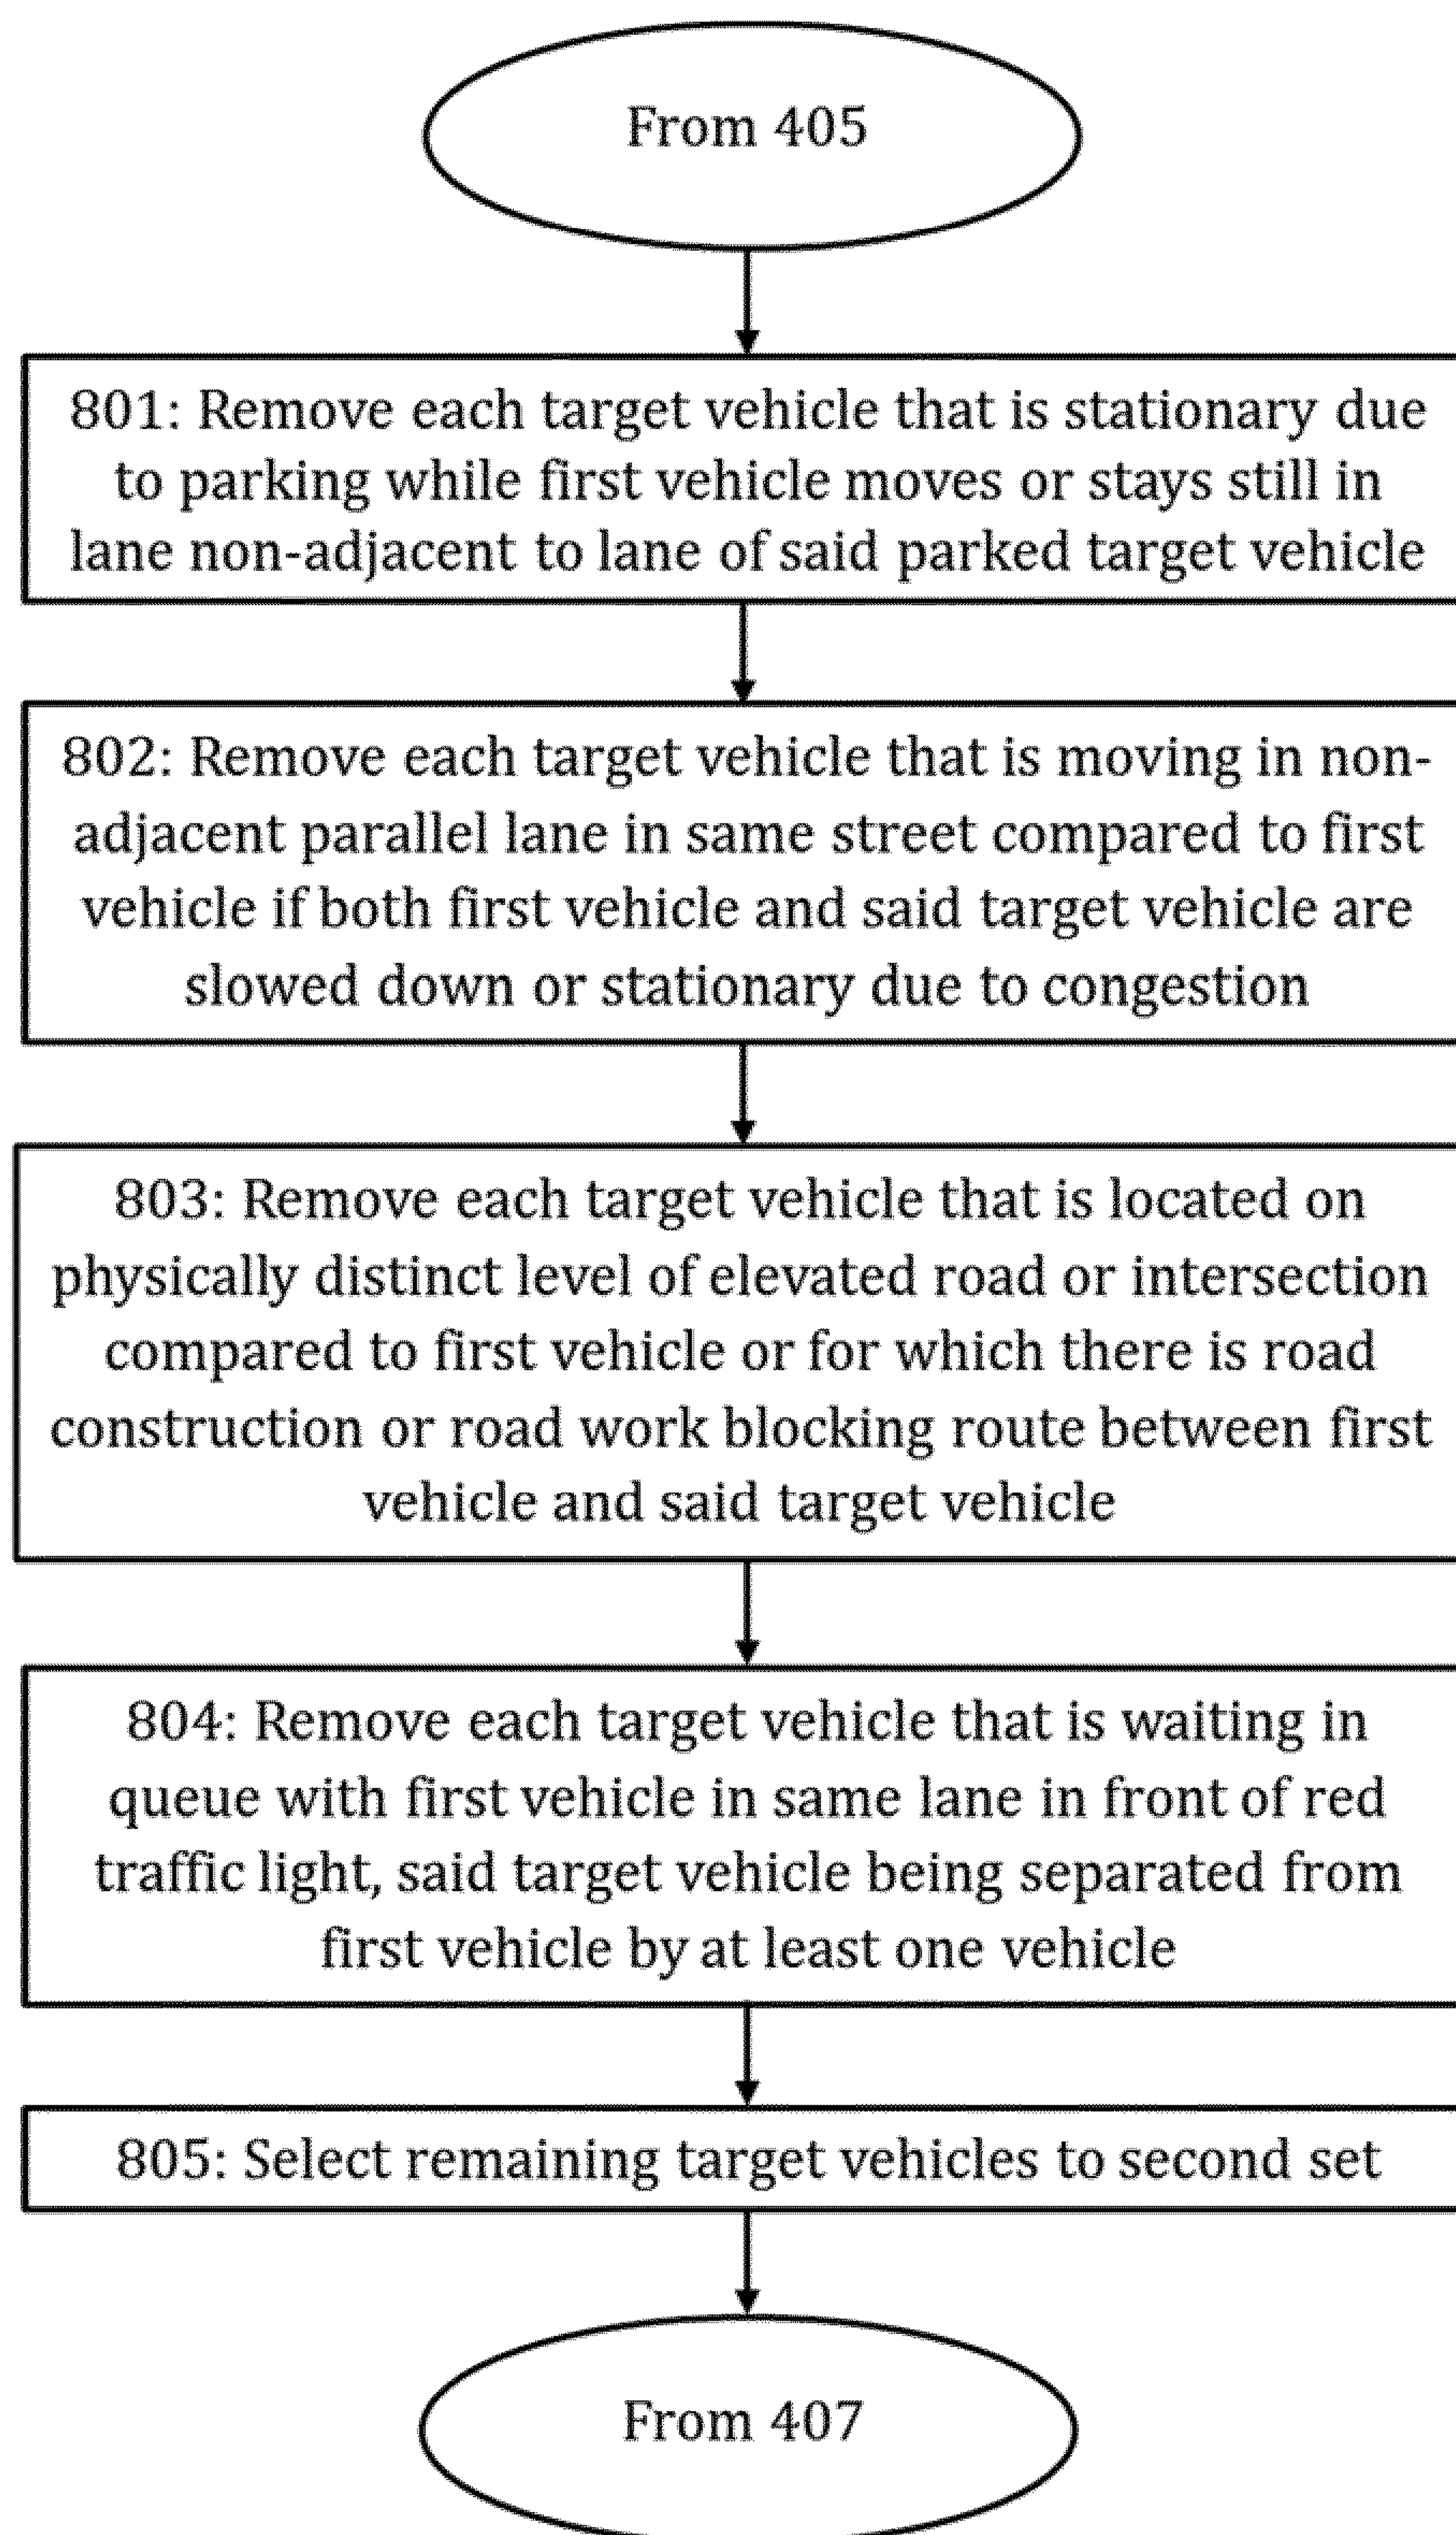 From 405
801: Remove each target vehicle that is stationary due
to parking while first vehicle moves or stays still in
lane non-adjacent to lane of said parked target vehicle
802: Remove each target vehicle that is moving in non-
adjacent parallel lane in same street compared to first
vehicle if both first vehicle and said target vehicle are
slowed down or stationary due to congestion
803: Remove each target vehicle that is located on
physically distinct level of elevated road or intersection
compared to first vehicle or for which there is road
construction or road work blocking route between first
vehicle and said target vehicle
804: Remove each target vehicle that is waiting in
queue with first vehicle in same lane in front of red
traffic light, said target vehicle being separated from
first vehicle by at least one vehicle
805: Select remaining target vehicles to second set
From 407